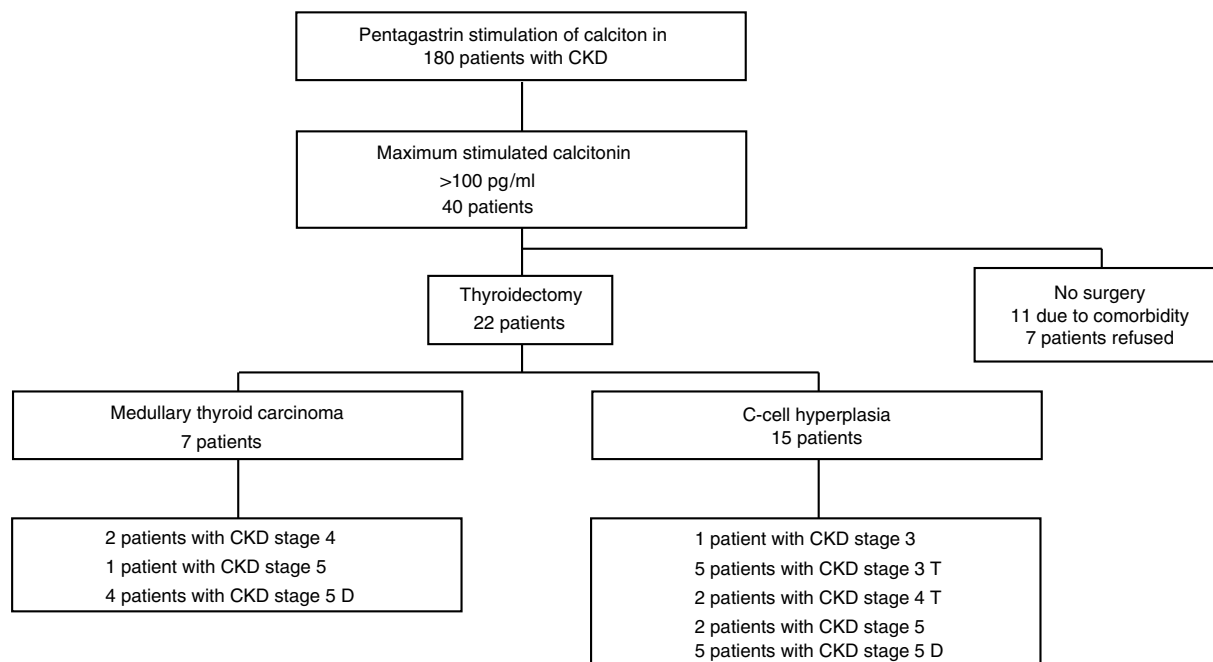 Pentagastrin stimulation of calciton in
180 patients with CKD
Maximum stimulated calcitonin
>100 pg/ml
40 patients
Thyroidectomy
22 patients
No surgery
11 due to comorbidity
7 patients refused
Medullary thyroid carcinoma
7 patients
C-cell hyperplasia
15 patients
2 patients with CKD stage 4
1 patient with CKD stage 5
4 patients with CKD stage 5 D
1 patient with CKD stage 3
5 patients with CKD stage 3 T
2 patients with CKD stage 4 T
2 patients with CKD stage 5
5 patients with CKD stage 5 D